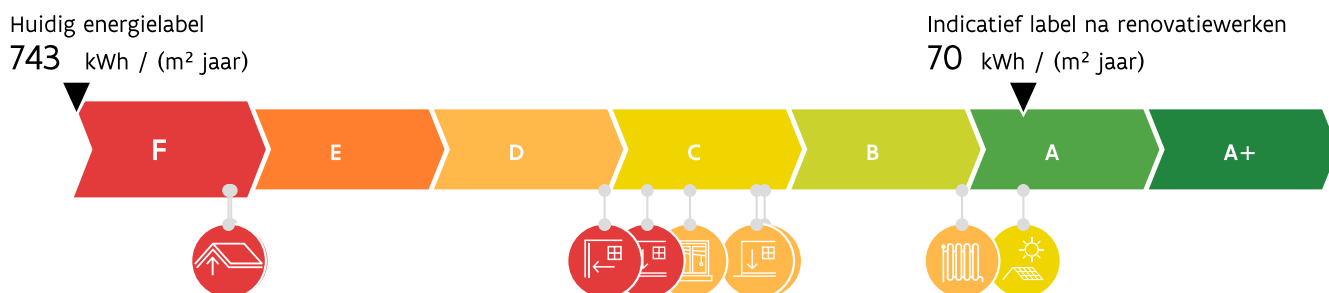 Huidig energielabel
743 kWh / (m² jaar)
Indicatief label na renovatiewerken
70 kWh / (m² jaar)
F E D C B A A+